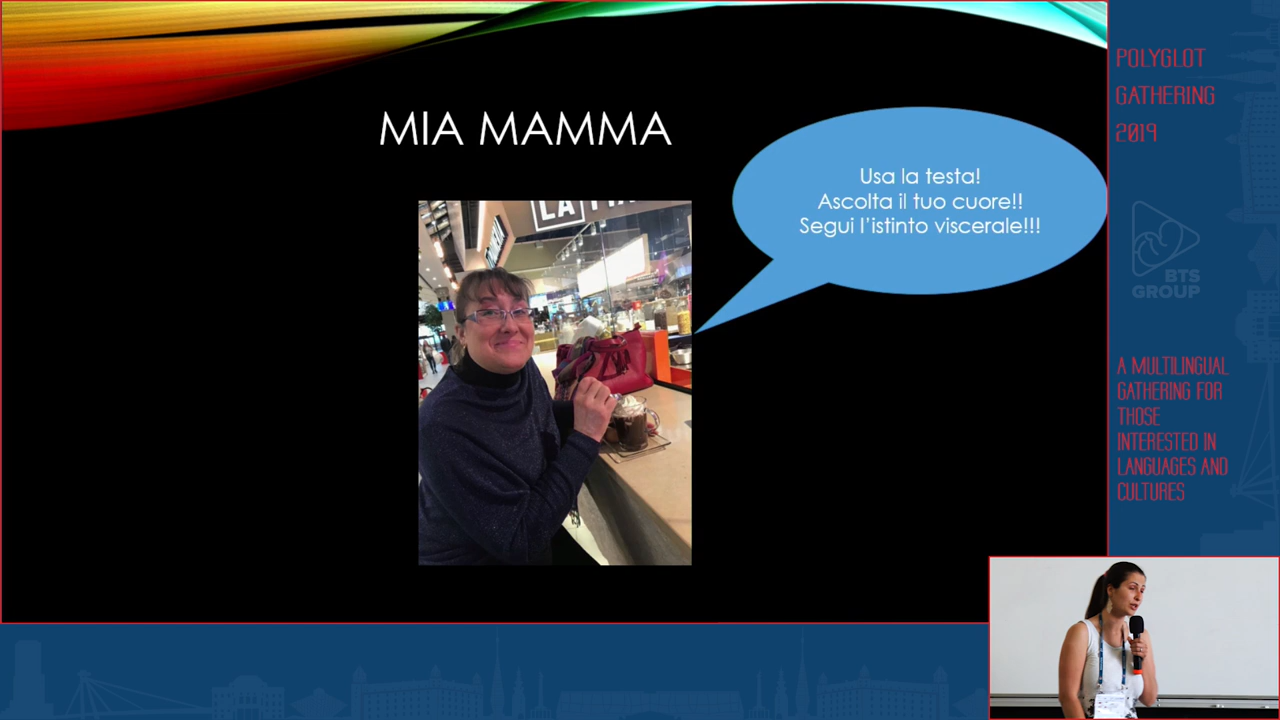 MIA MAMMA
Usa la testa!
Ascolta il tuo cuore!!
Segui l'istinto viscerale!!!
LA
POLYGLOT
GATHERING
2019
BTS
GROUP
A MULTILINGUAL
GATHERING FOR
THOSE
INTERESTED IN
LANGUAGES AND
CULTURES